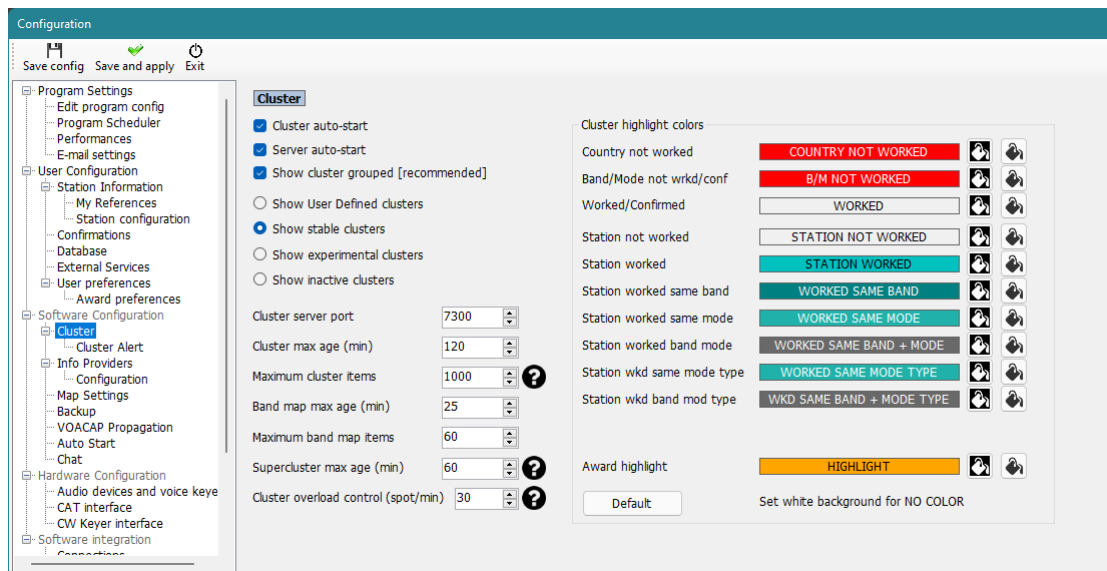 Configuration
Save config Save and apply Exit
Program Settings
Edit program config
Program Scheduler
Performances
E-mail settings
User Configuration
Station Information
My References
Station configuration
Confirmations
Database
External Services
User preferences
Award preferences
Software Configuration
Cluster
Cluster Alert
Info Providers
Configuration
Map Settings
Backup
VOACAP Propagation
Auto Start
Chat
Hardware Configuration
Audio devices and voice keye
CAT interface
CW Keyer interface
Software integration
Connections
Cluster
Cluster auto-start
Server auto-start
Show cluster grouped [recommended]
Show User Defined clusters
Show stable clusters
Show experimental clusters
Show inactive clusters
Cluster server port 7300
Cluster max age (min) 120
Maximum cluster items 1000 ?
Band map max age (min) 25
Maximum band map items 60
Supercluster max age (min) 60 ?
Cluster overload control (spot/min) 30 ?
Cluster highlight colors
Country not worked COUNTRY NOT WORKED
Band/Mode not wrkd/conf B/M NOT WORKED
Worked/Confirmed WORKED
Station not worked STATION NOT WORKED
Station worked STATION WORKED
Station worked same band WORKED SAME BAND
Station worked same mode WORKED SAME MODE
Station worked band mode WORKED SAME BAND + MODE
Station wkd same mode type WORKED SAME MODE TYPE
Station wkd band mod type WKD SAME BAND + MODE TYPE
Award highlight HIGHLIGHT
Default Set white background for NO COLOR